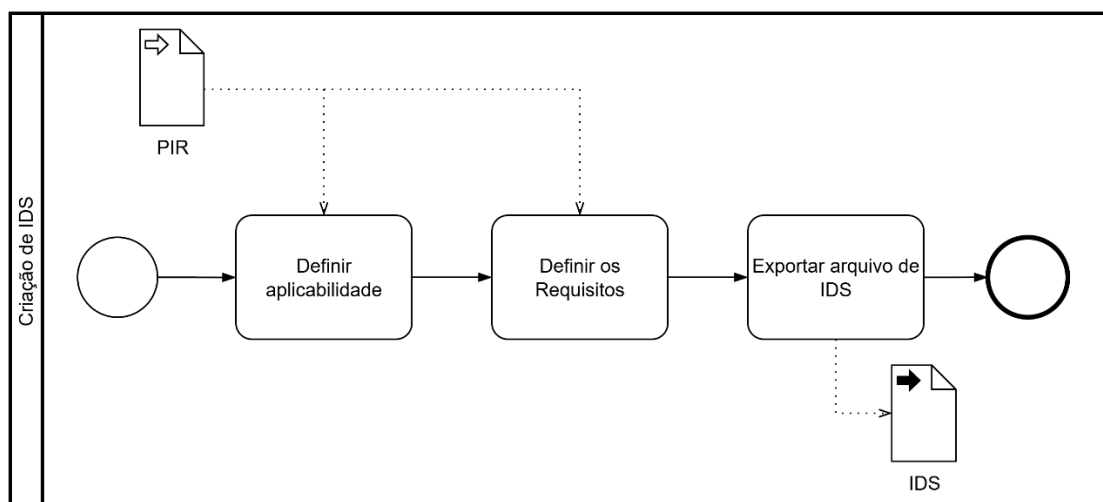 Criação de IDS
PIR
Definir
aplicabilidade
Definir os
Requisitos
Exportar arquivo de
IDS
IDS